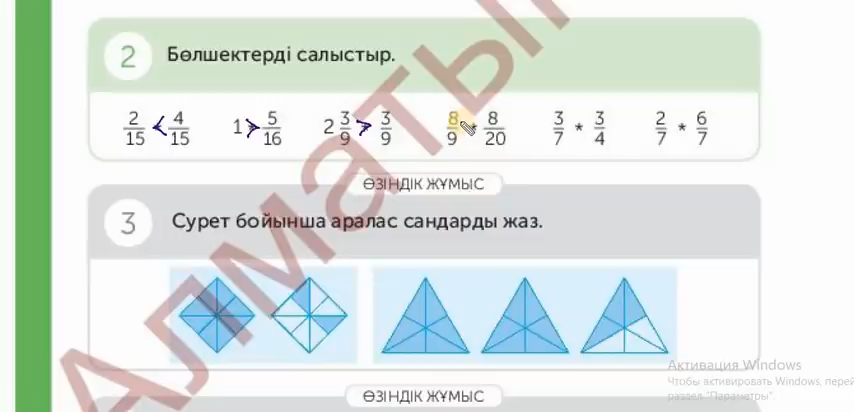 2 Бөлшектерді салыстыр.
2/15 < 4/15 1 > 5/16 2 3/9 > 3/9 8/9 * 8/20 3/7 * 3/4 2/7 * 6/7
ӨЗІНДІК ЖҰМЫС
3 Сурет бойынша аралас сандарды жаз.
Активация Windows
Чтобы активировать Windows, перей
раздел "Параметры".
ӨЗІНДІК ЖҰМЫС
АЛМАТЫ